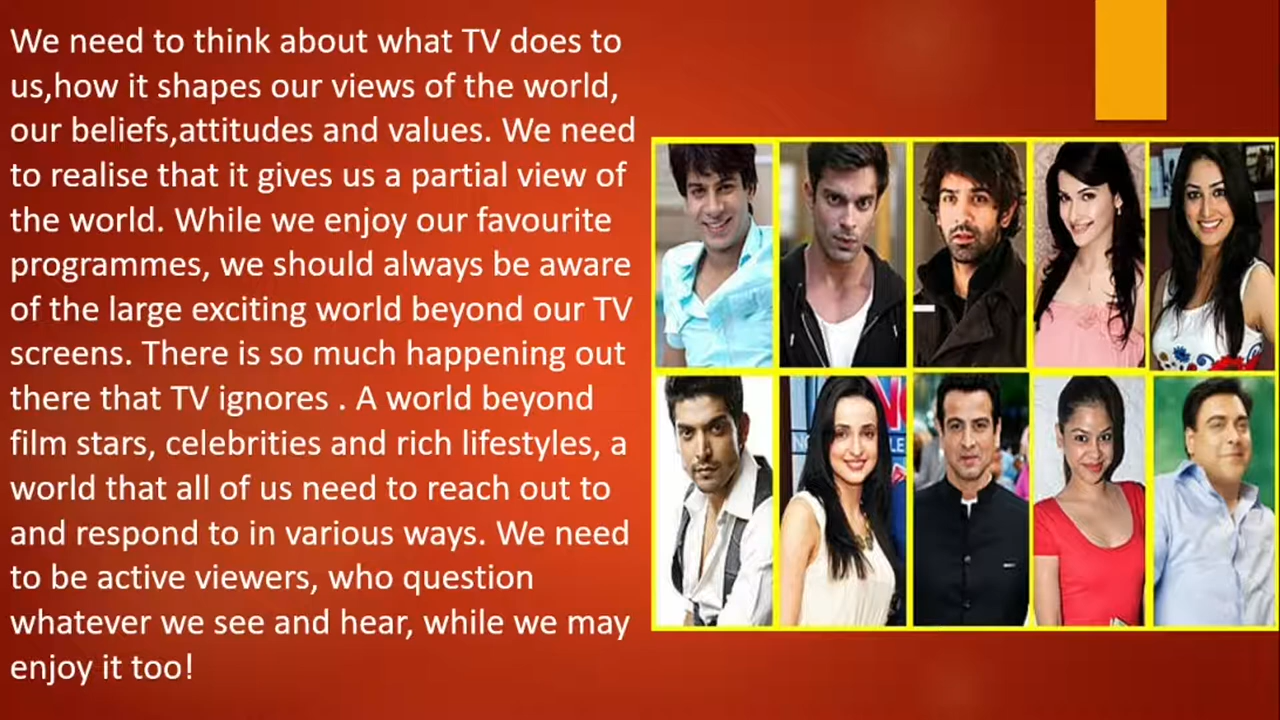 We need to think about what TV does to
us,how it shapes our views of the world,
our beliefs,attitudes and values. We need
to realise that it gives us a partial view of
the world. While we enjoy our favourite
programmes, we should always be aware
of the large exciting world beyond our TV
screens. There is so much happening out
there that TV ignores . A world beyond
film stars, celebrities and rich lifestyles, a
world that all of us need to reach out to
and respond to in various ways. We need
to be active viewers, who question
whatever we see and hear, while we may
enjoy it too!